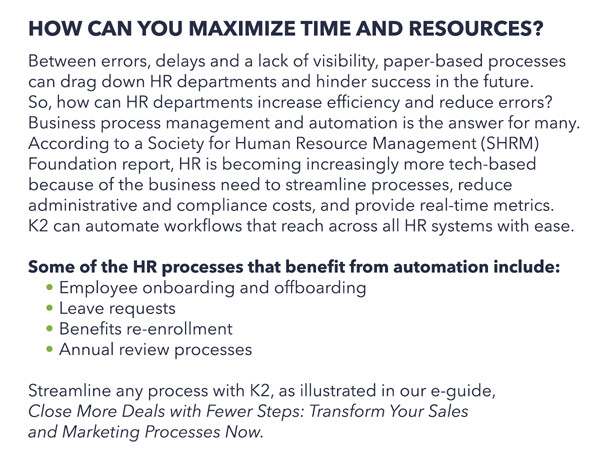 HOW CAN YOU MAXIMIZE TIME AND RESOURCES?
Between errors, delays and a lack of visibility, paper-based processes
can drag down HR departments and hinder success in the future.
So, how can HR departments increase efficiency and reduce errors?
Business process management and automation is the answer for many.
According to a Society for Human Resource Management (SHRM)
Foundation report, HR is becoming increasingly more tech-based
because of the business need to streamline processes, reduce
administrative and compliance costs, and provide real-time metrics.
K2 can automate workflows that reach across all HR systems with ease.
Some of the HR processes that benefit from automation include:
• Employee onboarding and offboarding
• Leave requests
• Benefits re-enrollment
• Annual review processes
Streamline any process with K2, as illustrated in our e-guide,
Close More Deals with Fewer Steps: Transform Your Sales
and Marketing Processes Now.